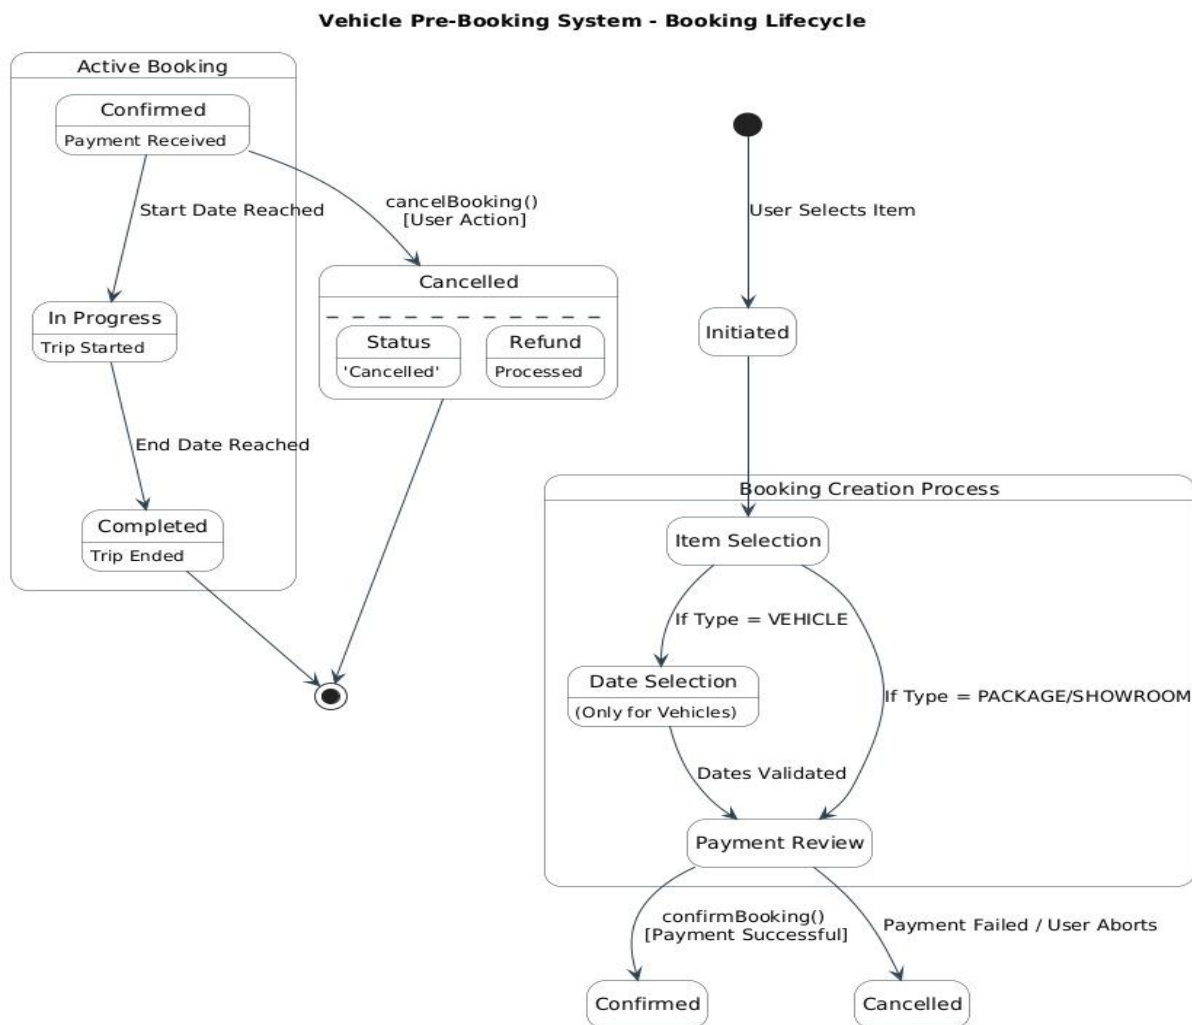 Vehicle Pre-Booking System - Booking Lifecycle
Active Booking
Confirmed
Payment Received
Start Date Reached
cancelBooking()
[User Action]
In Progress
Trip Started
End Date Reached
Completed
Trip Ended
Cancelled
Status
'Cancelled'
Refund
Processed
User Selects Item
Initiated
Booking Creation Process
Item Selection
If Type = VEHICLE
Date Selection
(Only for Vehicles)
If Type = PACKAGE/SHOWROOM
Dates Validated
Payment Review
confirmBooking()
[Payment Successful]
Payment Failed / User Aborts
Confirmed
Cancelled